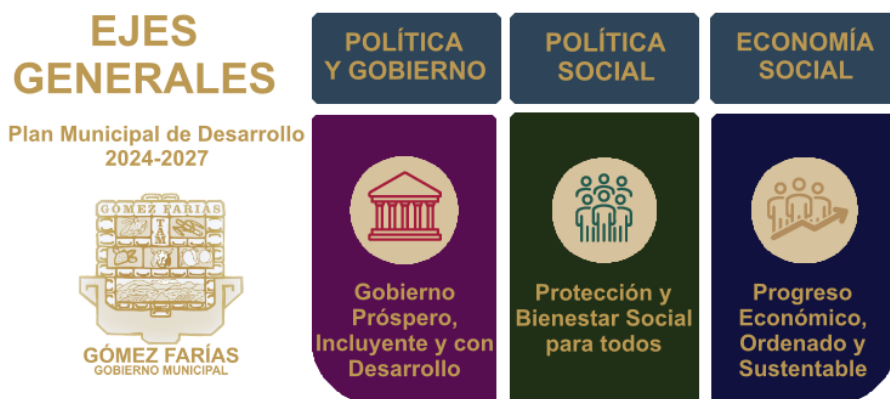 EJES
GENERALES
Plan Municipal de Desarrollo
2024-2027
GÓMEZ FARÍAS
TAM
GÓMEZ FARÍAS
GOBIERNO MUNICIPAL
POLÍTICA
Y GOBIERNO
Gobierno
Próspero,
Incluyente y con
Desarrollo
POLÍTICA
SOCIAL
Protección y
Bienestar Social
para todos
ECONOMÍA
SOCIAL
Progreso
Económico,
Ordenado y
Sustentable